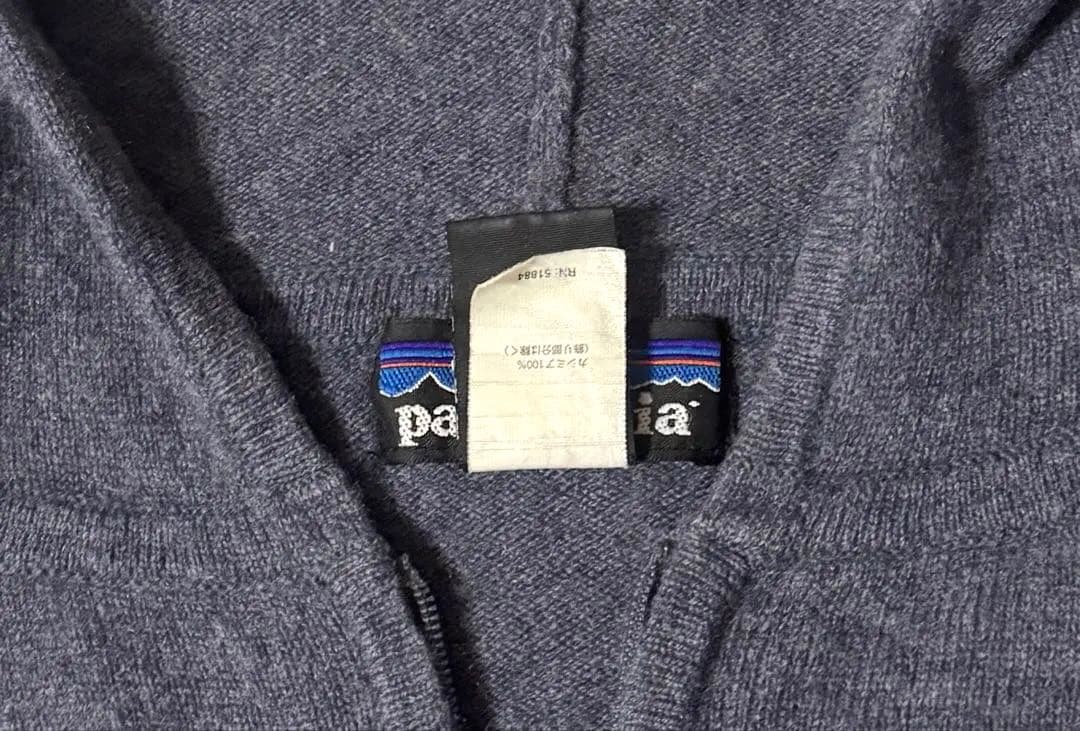 RN: 51884
カシミア100%
(飾り部分は除く)
pa
ia